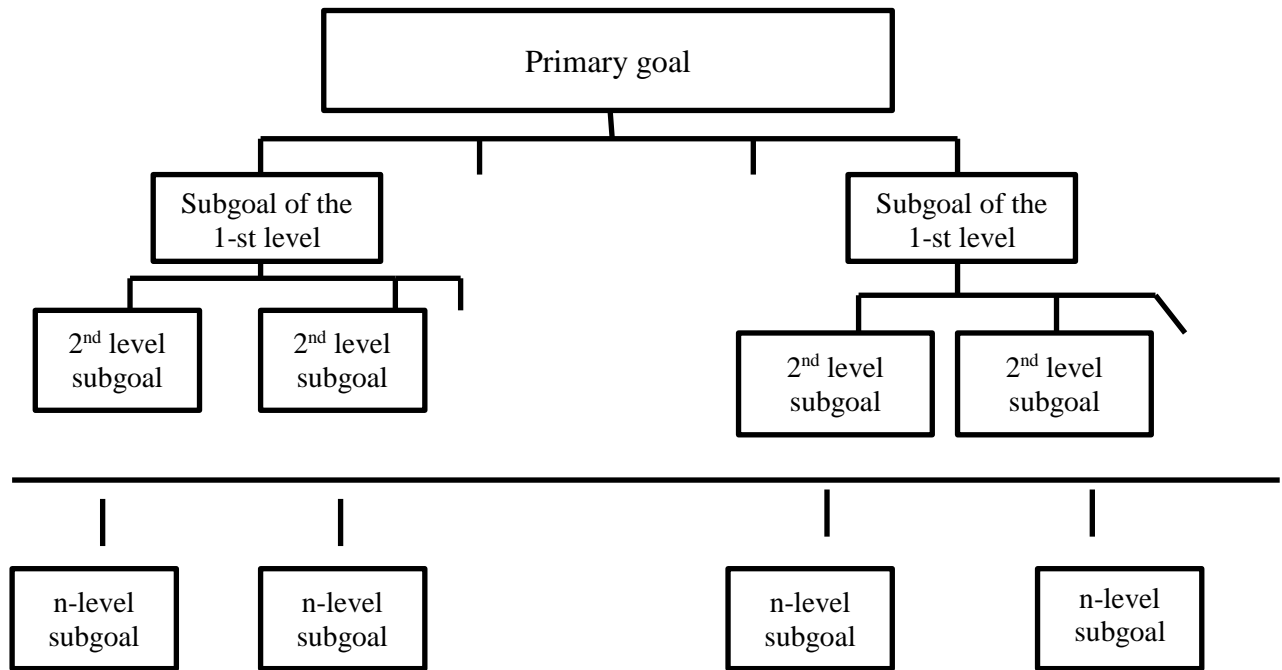 Primary goal
Subgoal of the
1-st level
Subgoal of the
1-st level
2nd level
subgoal
2nd level
subgoal
2nd level
subgoal
2nd level
subgoal
n-level
subgoal
n-level
subgoal
n-level
subgoal
n-level
subgoal